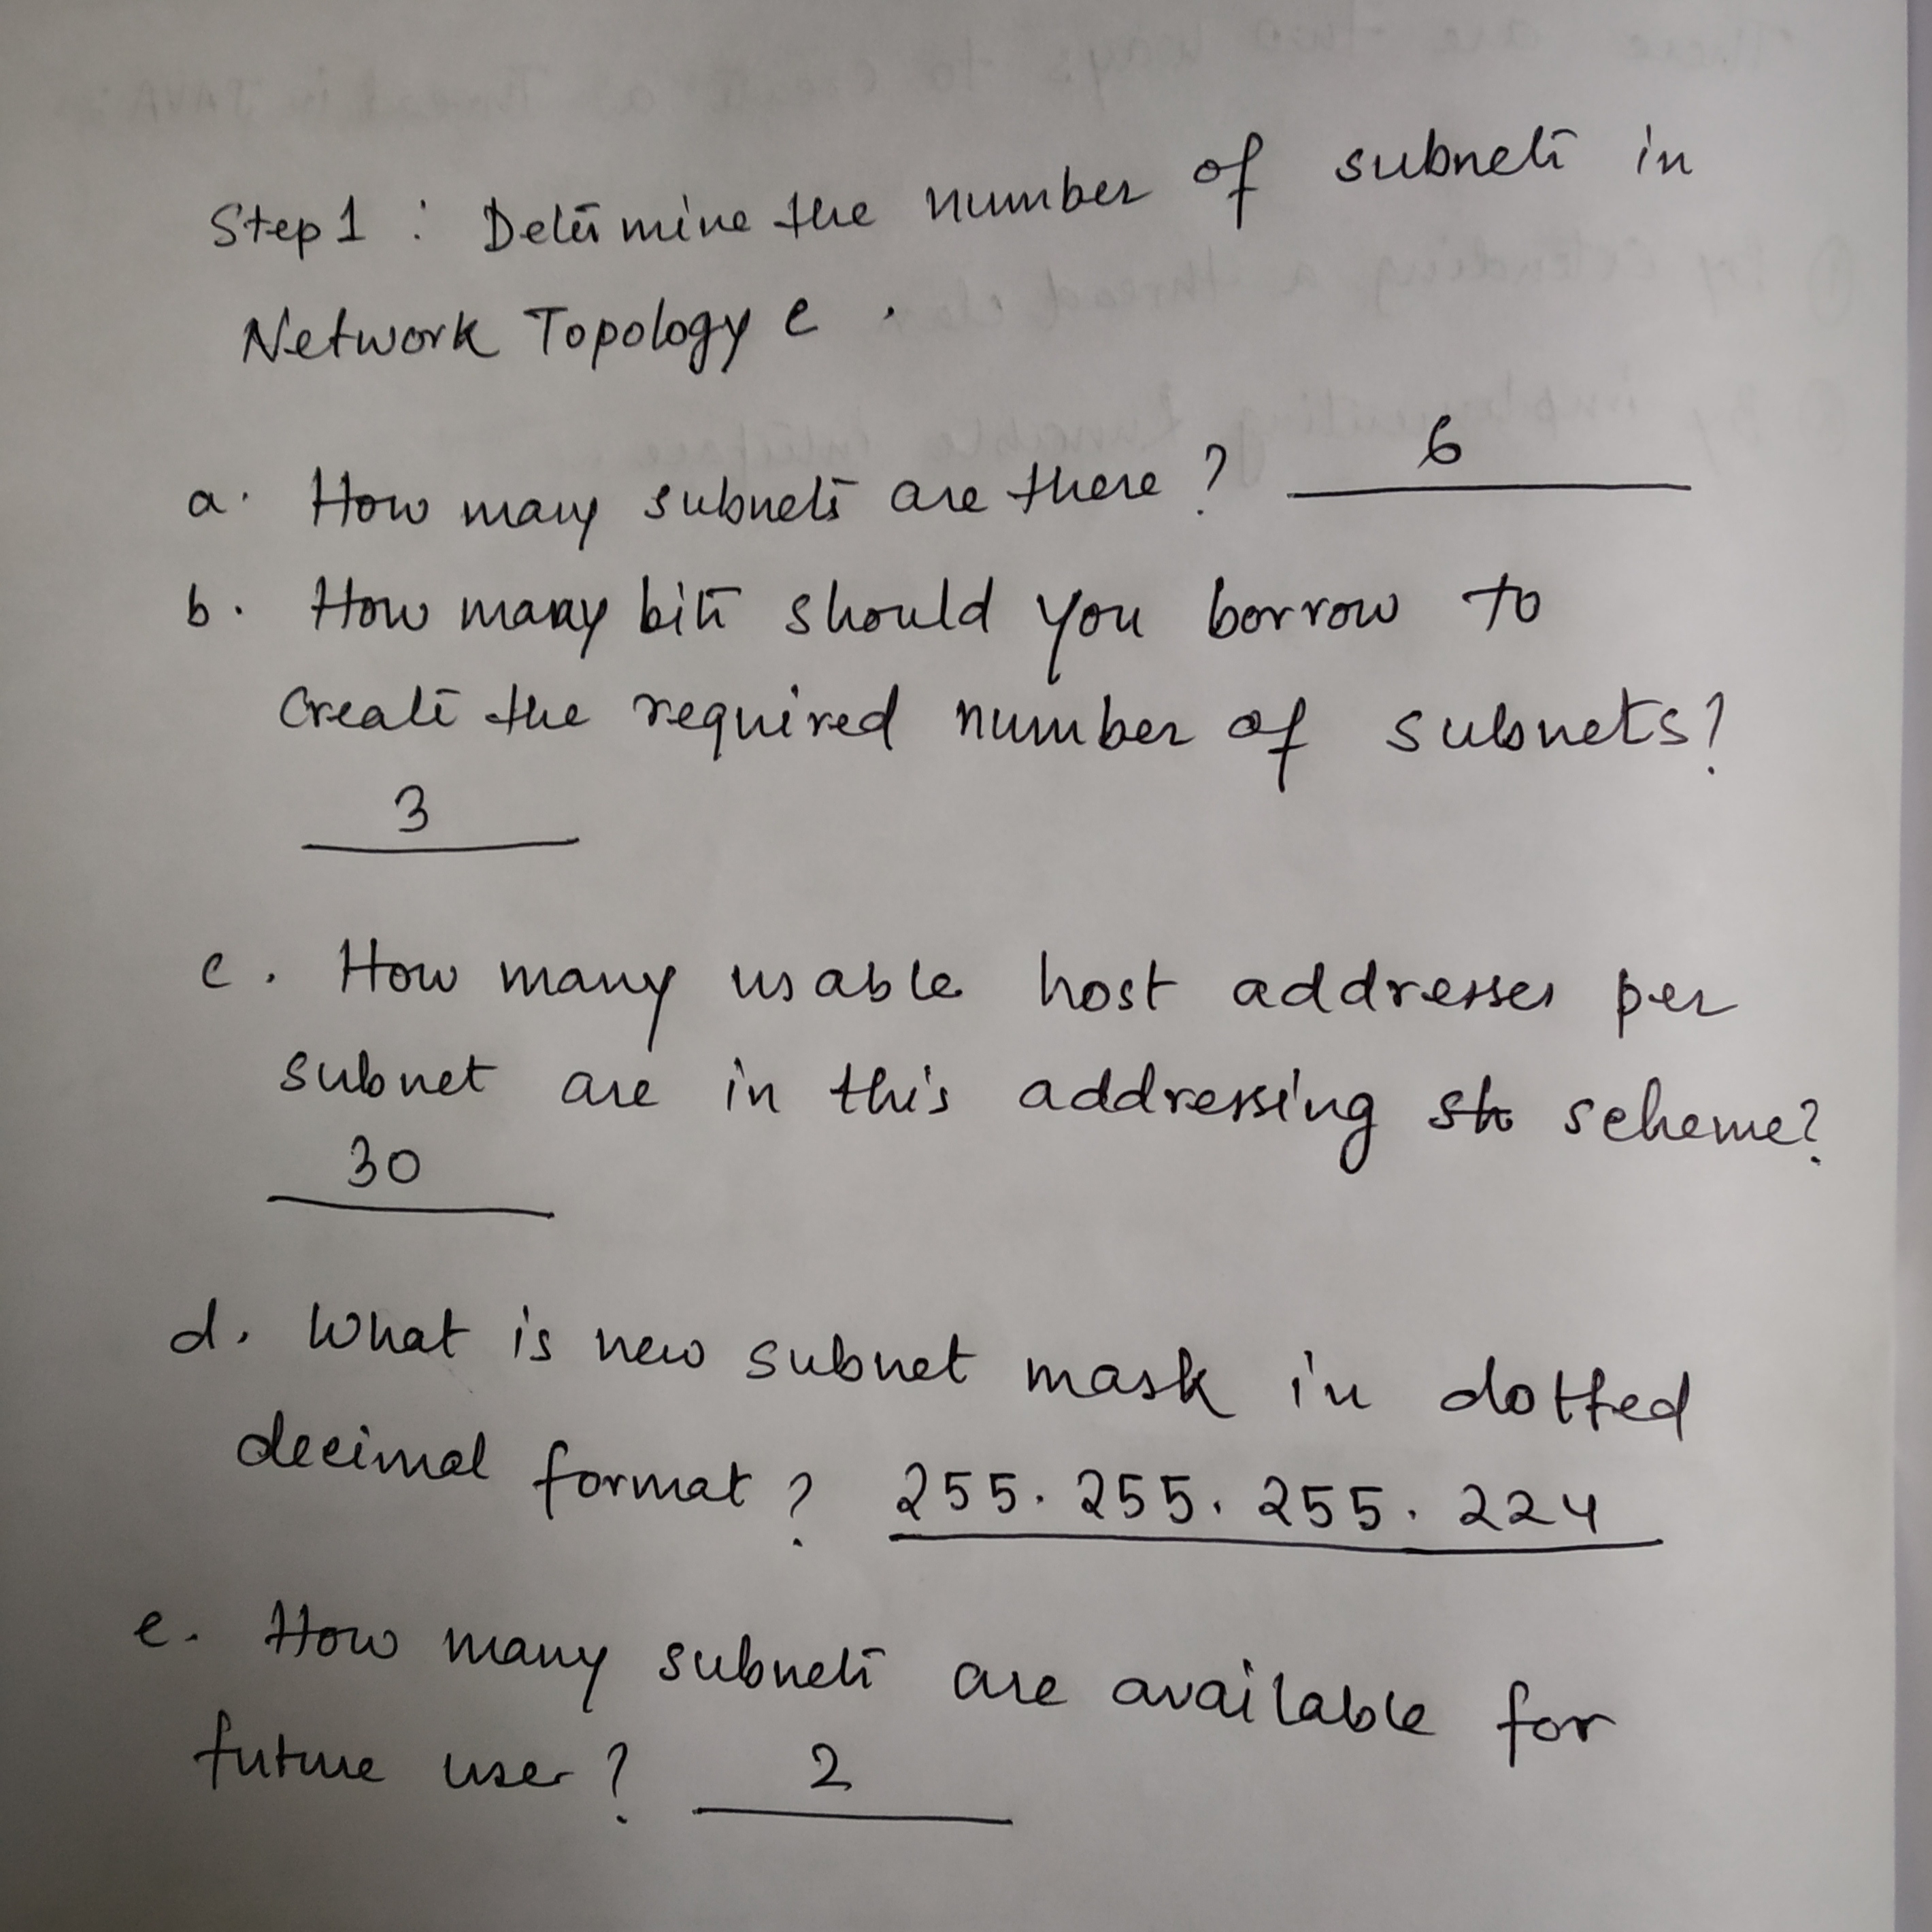 Step 1 : Determine the number of subnets in
Network Topology e .
a. How many subnets are there ? 6
b. How many bits should you borrow to
create the required number of subnets?
3
c. How many usable host addresses per
subnet are in this addressing scheme?
30
d. What is new subnet mask in dotted
decimal format ? 255.255.255.224
e. How many subnets are available for
future user ? 2